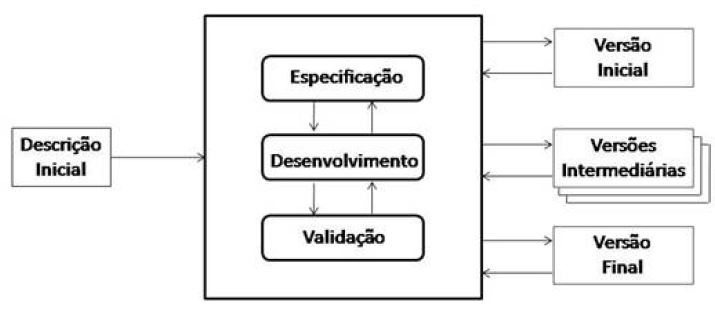 Descrição
Inicial
Especificação
Desenvolvimento
Validação
Versão
Inicial
Versões
Intermediárias
Versão
Final